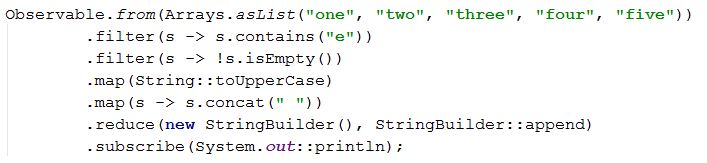 Observable.from(Arrays.asList("one", "two", "three", "four", "five"))
.filter(s -> s.contains("e"))
.filter(s -> !s.isEmpty())
.map(String::toUpperCase)
.map(s -> s.concat(" "))
.reduce(new StringBuilder(), StringBuilder::append)
.subscribe(System.out::println);